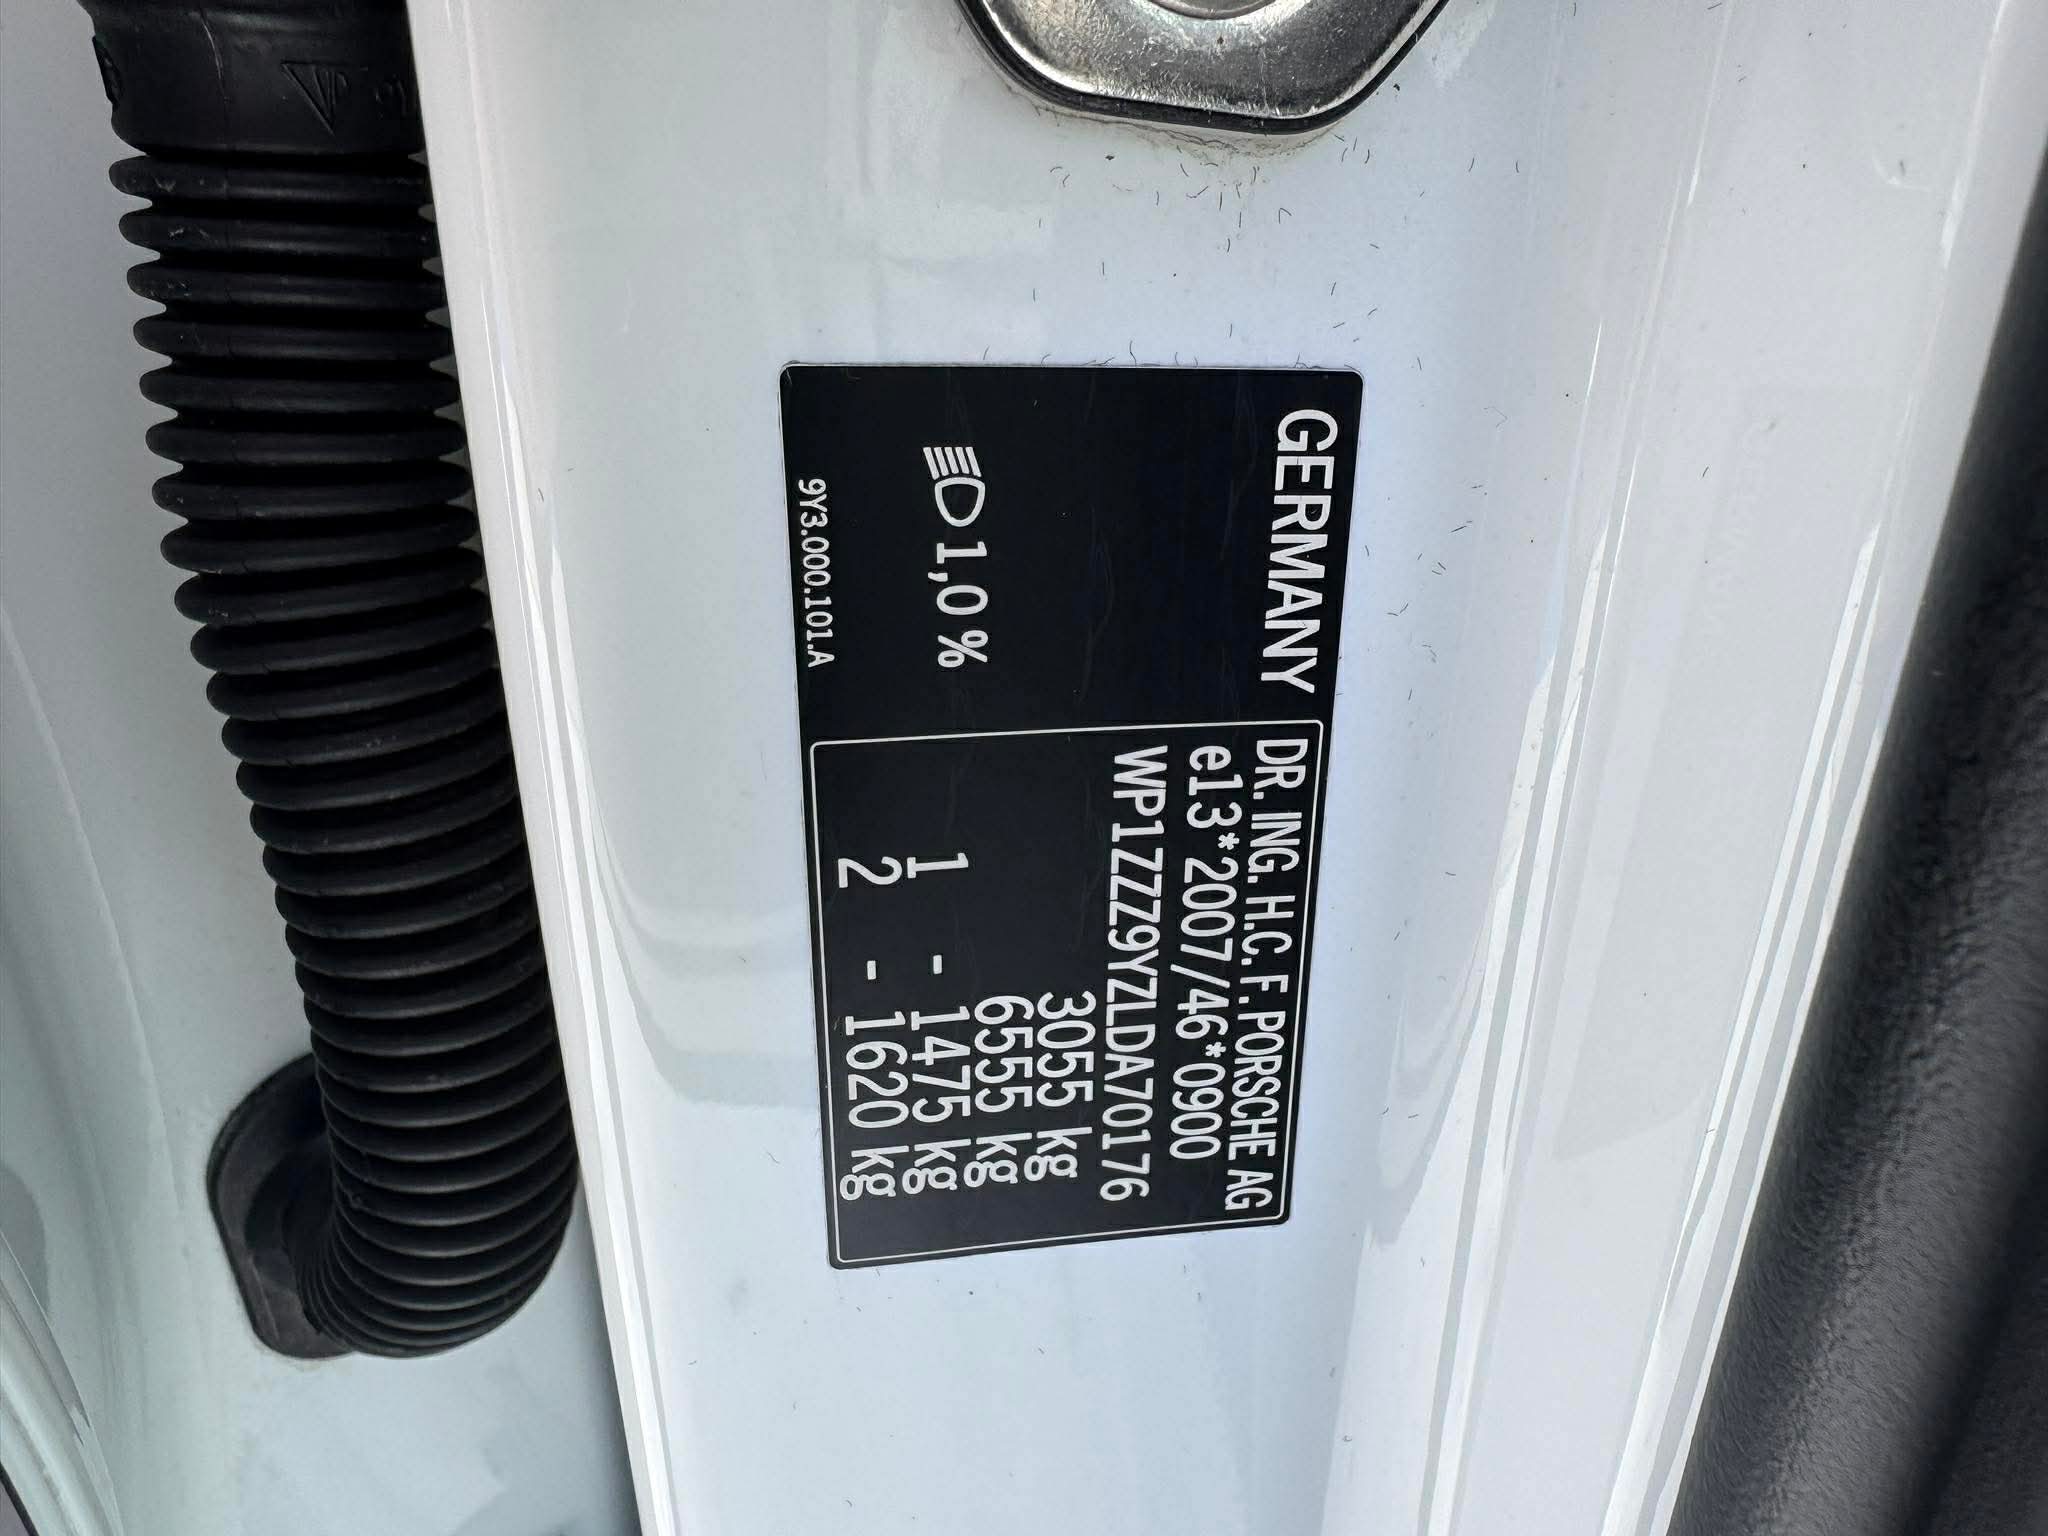 GERMANY
1,0 %
9Y3.000.101.A
DR. ING. H.C. F. PORSCHE AG
e13*2007/46*0900
WP1ZZZ9YZLDA70176
3055 kg
6555 kg
1 - 1475 kg
2 - 1620 kg